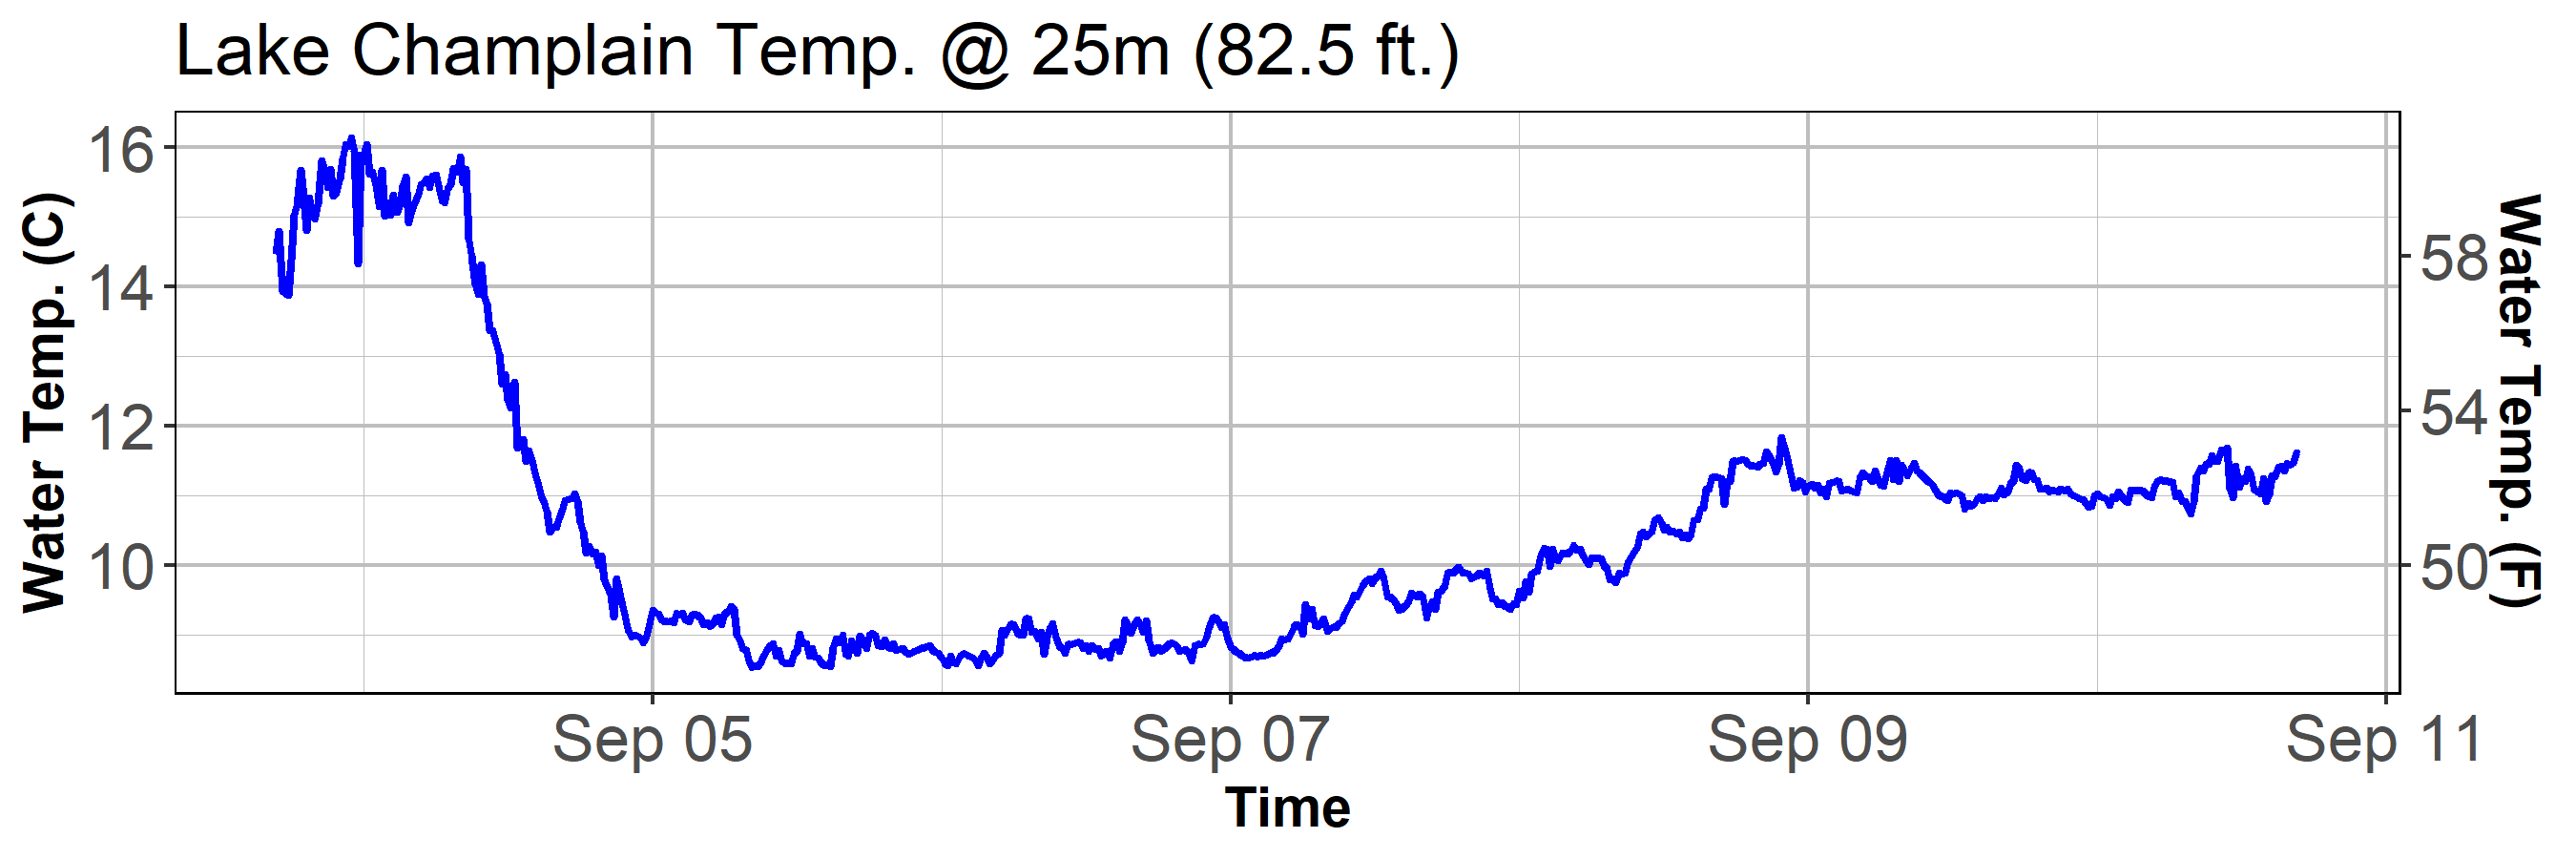 Lake Champlain Temp. @ 25m (82.5 ft.)
Water Temp. (C)
16
14
12
10
58
54
50
Water Temp. (F)
Sep 05
Sep 07
Sep 09
Sep 11
Time